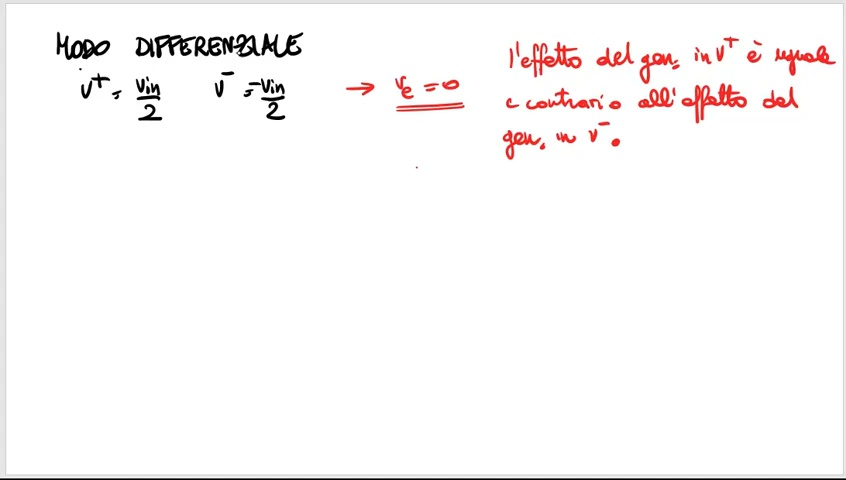 MODO DIFFERENZIALE
v⁺ = vin/2 v⁻ = -vin/2 → ve = 0
l'effetto del gen. in v⁺ è uguale
e contrario all'effetto del
gen. in v⁻.